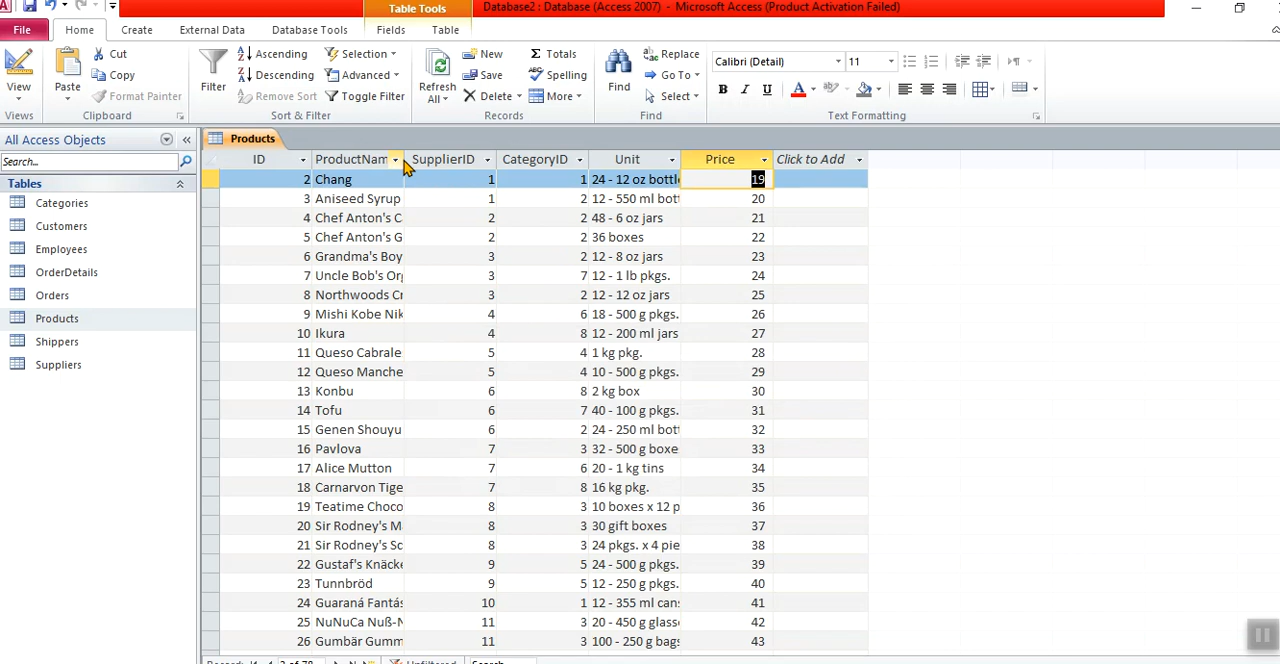 Table Tools
Database2 : Database (Access 2007) - Microsoft Access (Product Activation Failed)
File Home Create External Data Database Tools Fields Table
View Paste Cut Copy Format Painter
Filter Ascending Descending Remove Sort Selection Advanced Toggle Filter
Refresh All New Save Delete Totals Spelling More
Find Replace Go To Select
Calibri (Detail) 11
B I U A ab
Views Clipboard Sort & Filter Records Find Text Formatting
All Access Objects «
Search...
Tables
Categories
Customers
Employees
OrderDetails
Orders
Products
Shippers
Suppliers
Products
ID ProductNam SupplierID CategoryID Unit Price Click to Add
2 Chang 1 1 24 - 12 oz bottl 19
3 Aniseed Syrup 1 2 12 - 550 ml bot 20
4 Chef Anton's C 2 2 48 - 6 oz jars 21
5 Chef Anton's G 2 2 36 boxes 22
6 Grandma's Boy 3 2 12 - 8 oz jars 23
7 Uncle Bob's Or 3 7 12 - 1 lb pkgs. 24
8 Northwoods Cr 3 2 12 - 12 oz jars 25
9 Mishi Kobe Nik 4 6 18 - 500 g pkgs. 26
10 Ikura 4 8 12 - 200 ml jars 27
11 Queso Cabrale 5 4 1 kg pkg. 28
12 Queso Manche 5 4 10 - 500 g pkgs. 29
13 Konbu 6 8 2 kg box 30
14 Tofu 6 7 40 - 100 g pkgs. 31
15 Genen Shouyu 6 2 24 - 250 ml bot 32
16 Pavlova 7 3 32 - 500 g boxe 33
17 Alice Mutton 7 6 20 - 1 kg tins 34
18 Carnarvon Tige 7 8 16 kg pkg. 35
19 Teatime Choco 8 3 10 boxes x 12 p 36
20 Sir Rodney's M 8 3 30 gift boxes 37
21 Sir Rodney's Sc 8 3 24 pkgs. x 4 pie 38
22 Gustaf's Knäcke 9 5 24 - 500 g pkgs. 39
23 Tunnbröd 9 5 12 - 250 g pkgs. 40
24 Guaraná Fantás 10 1 12 - 355 ml cans 41
25 NuNuCa Nuß-N 11 3 20 - 450 g glasse 42
26 Gumbär Gumm 11 3 100 - 250 g bags 43